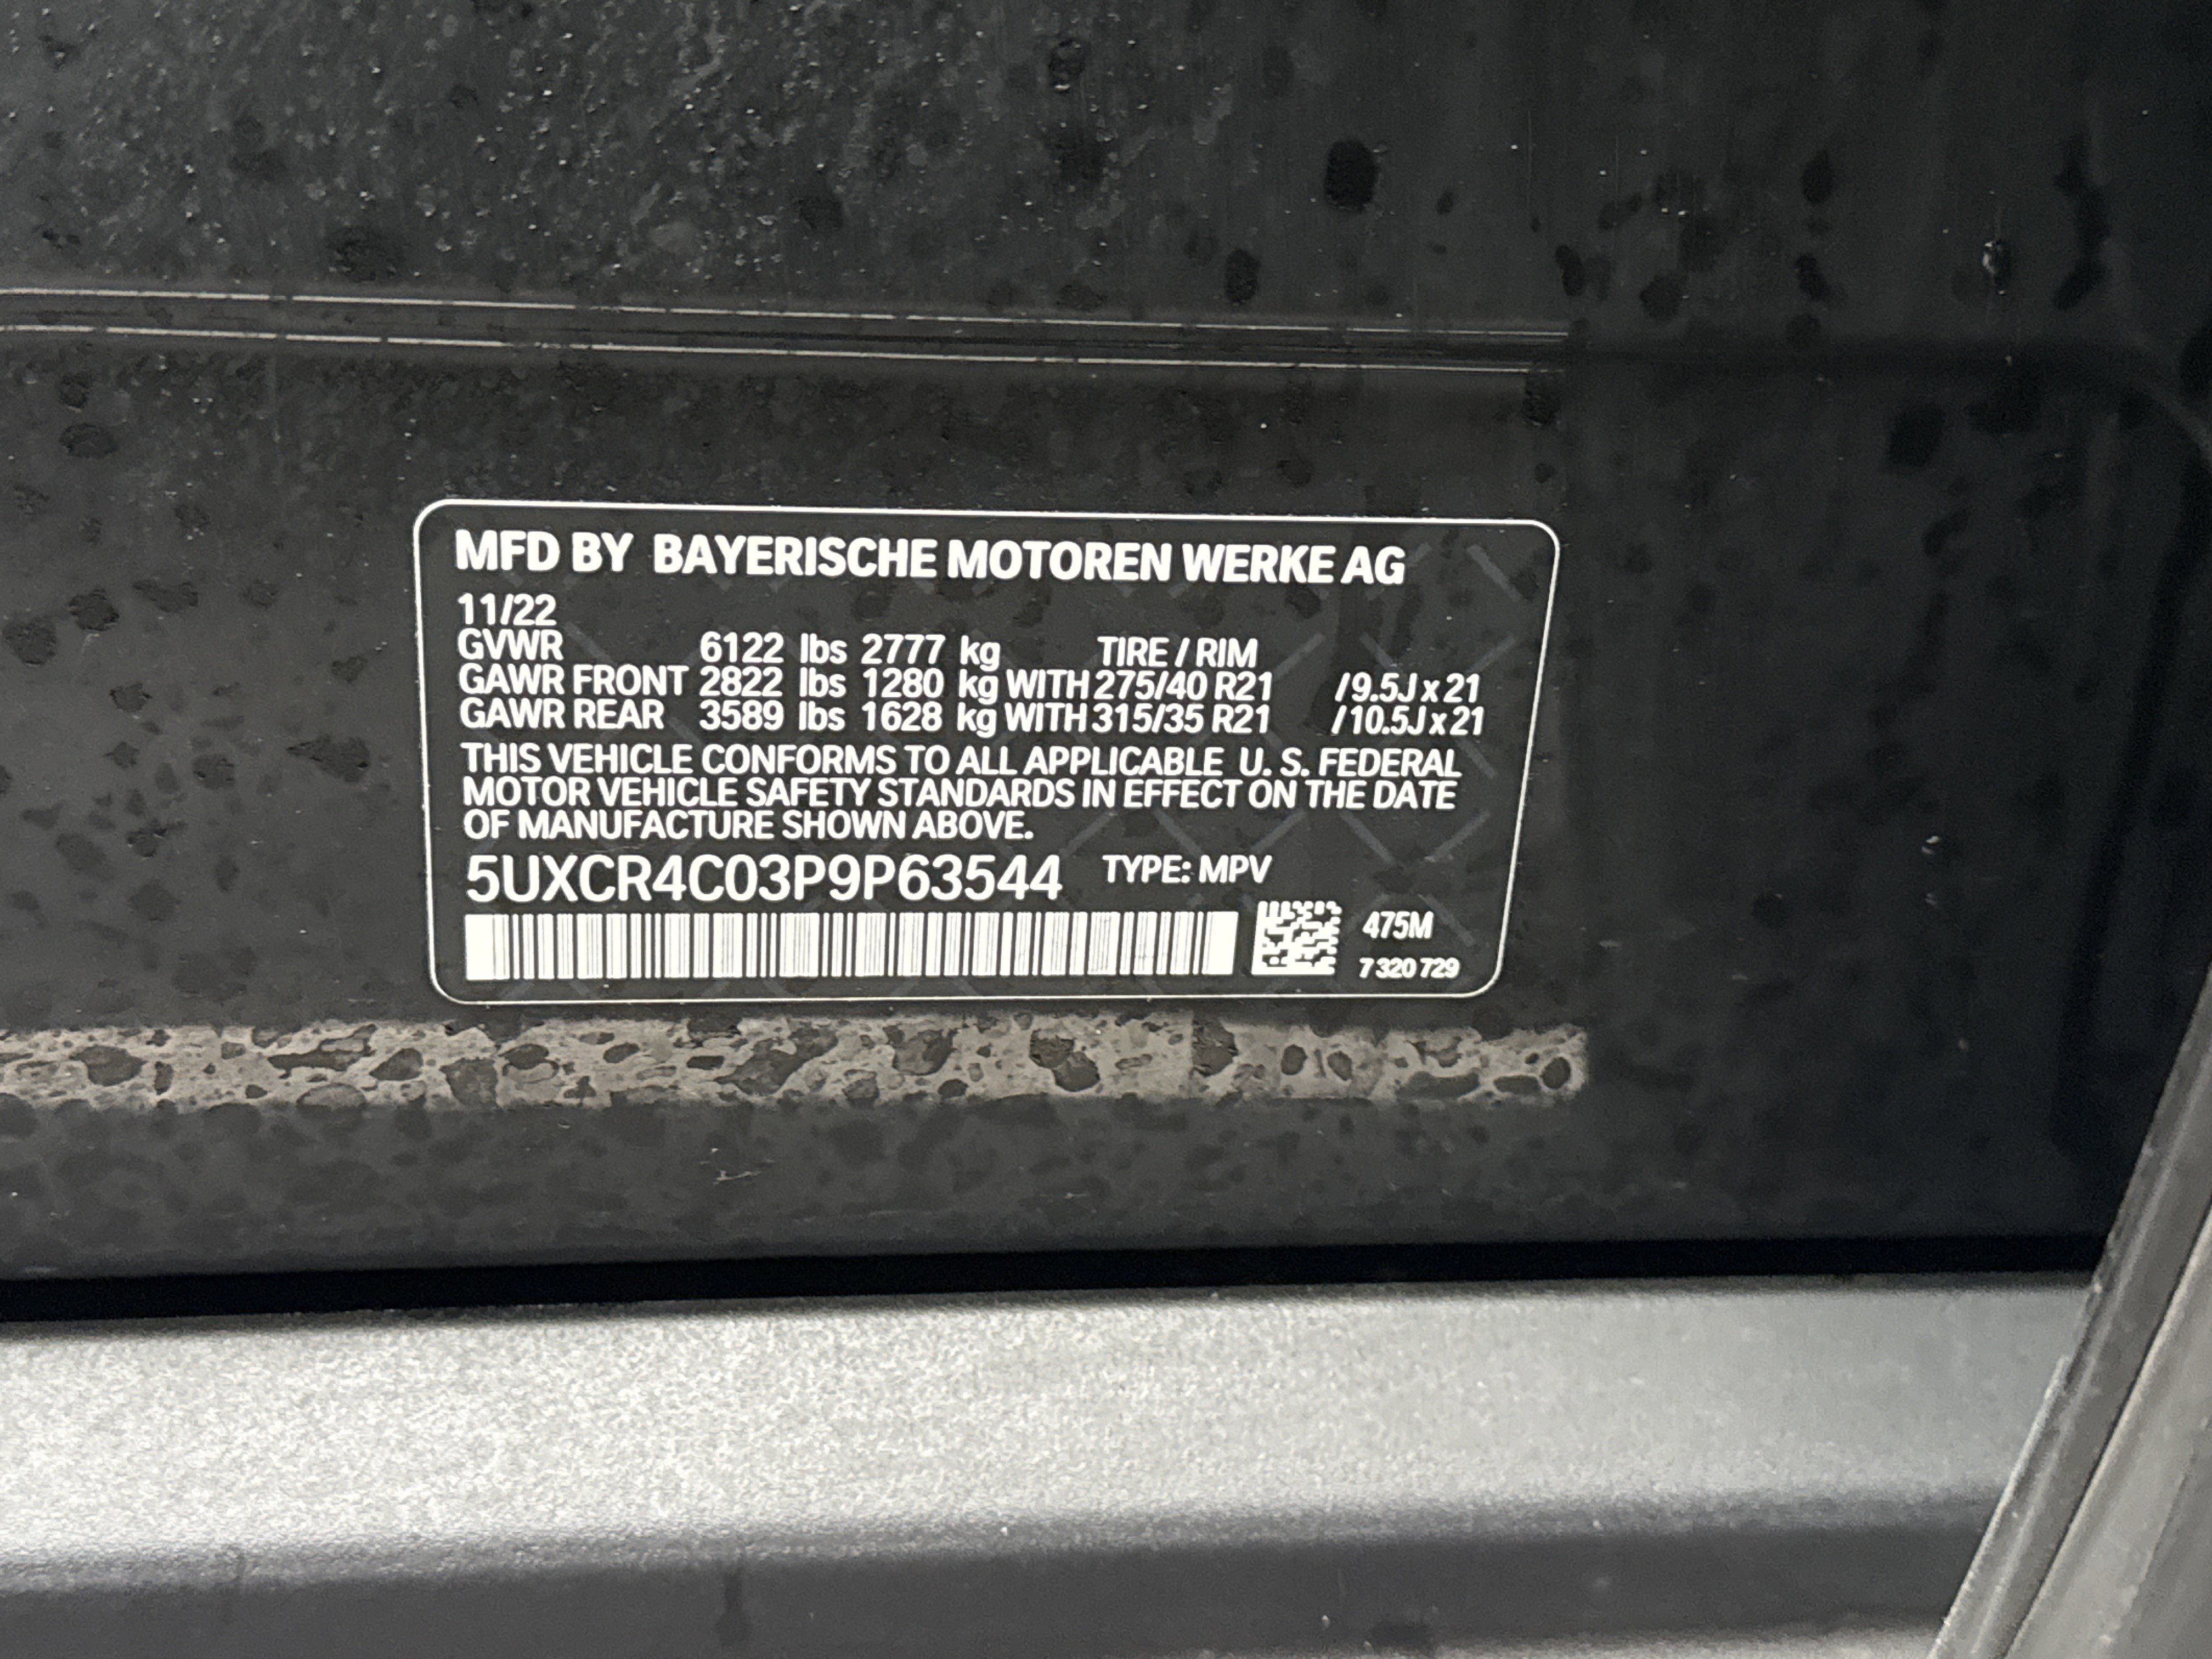 MFD BY BAYERISCHE MOTOREN WERKE AG
11/22
GVWR 6122 lbs 2777 kg TIRE / RIM
GAWR FRONT 2822 lbs 1280 kg WITH 275/40 R21 /9.5J x 21
GAWR REAR 3589 lbs 1628 kg WITH 315/35 R21 /10.5J x 21
THIS VEHICLE CONFORMS TO ALL APPLICABLE U. S. FEDERAL
MOTOR VEHICLE SAFETY STANDARDS IN EFFECT ON THE DATE
OF MANUFACTURE SHOWN ABOVE.
5UXCR4C03P9P63544 TYPE: MPV
475M
7 320 729